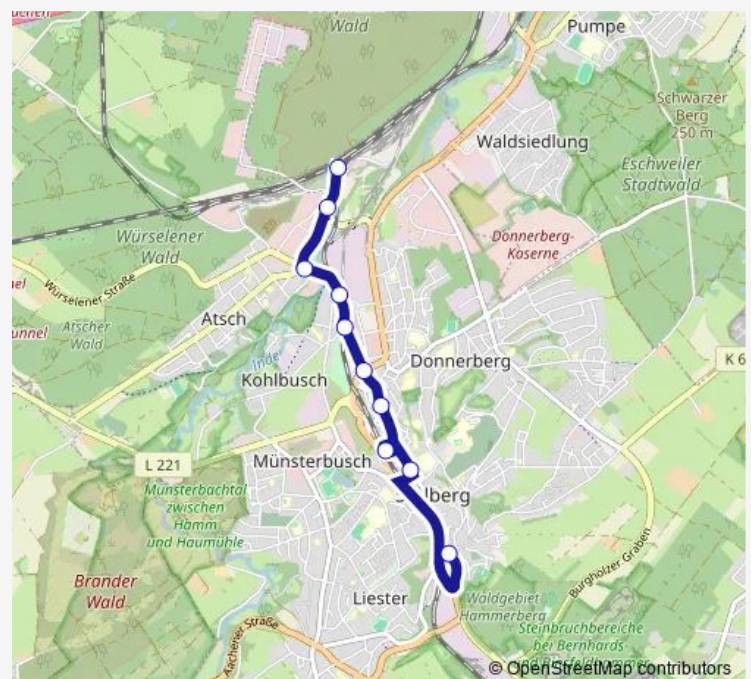 Pumpe
Wald
Schwarzer
Berg
250 m
Waldsiedlung
Eschweiler
Stadtwald
Würselener
Wald
Donnerberg-
Kaserne
Würselener Straße
Atsch
Atscher
Wald
Inde
Donnerberg
K 6
Kohlbusch
L 221
Münsterbusch
Münsterbachtal
zwischen
Hamm
und Haumühle
Burgholzer Graben
Brander
Wald
Liester
Waldgebiet
Hammerberg
Aachener Straße
Steinbruchbereiche
bei Bernhards-
© OpenStreetMap contributors